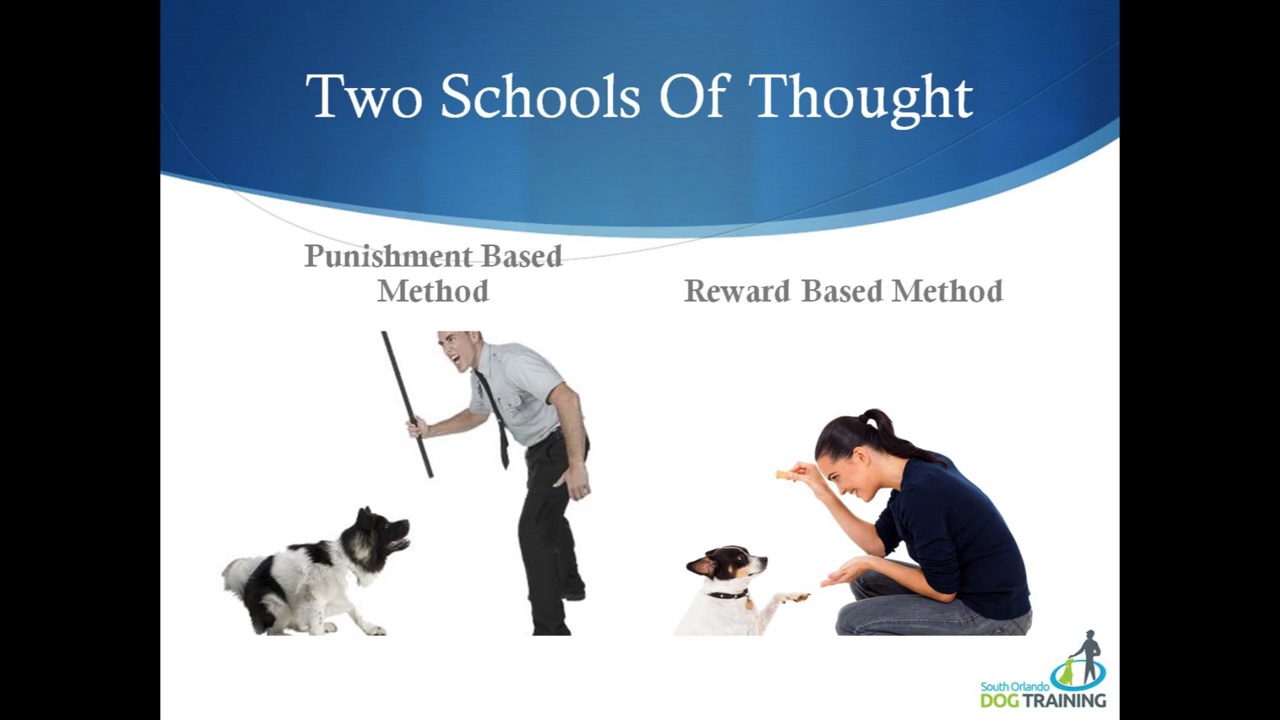 Two Schools Of Thought
Punishment Based
Method
Reward Based Method
South Orlando
DOG TRAINING